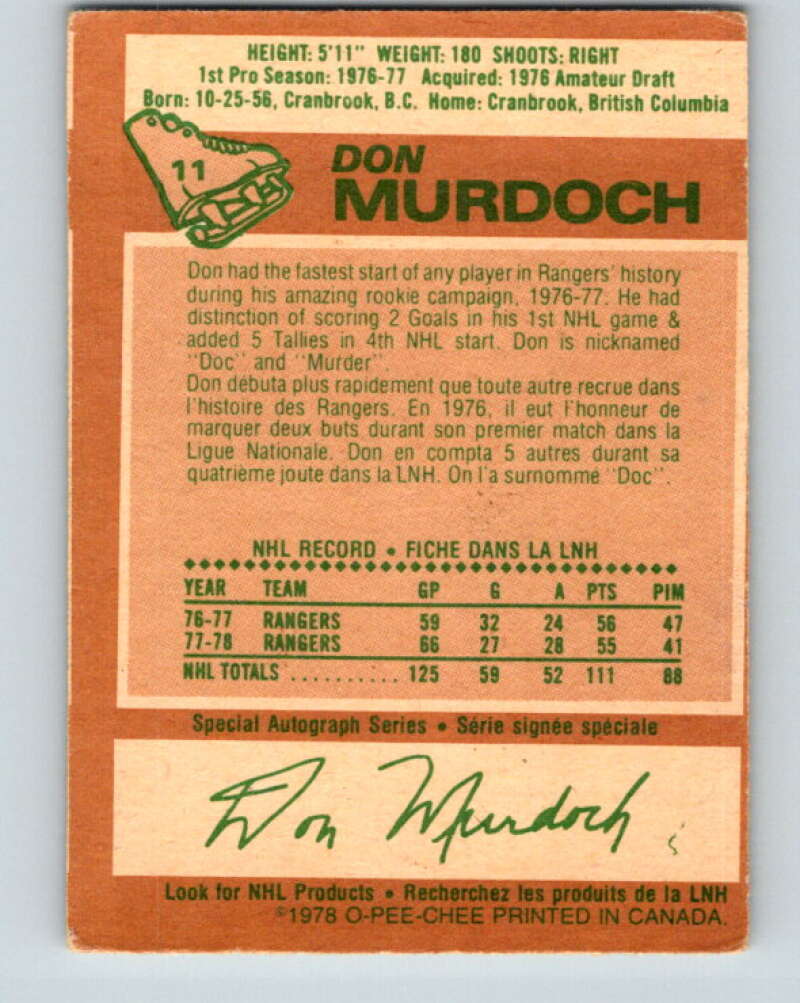 HEIGHT: 5'11" WEIGHT: 180 SHOOTS: RIGHT
1st Pro Season: 1976-77 Acquired: 1976 Amateur Draft
Born: 10-25-56, Cranbrook, B.C. Home: Cranbrook, British Columbia
11
DON
MURDOCH
Don had the fastest start of any player in Rangers' history
during his amazing rookie campaign, 1976-77. He had
distinction of scoring 2 Goals in his 1st NHL game &
added 5 Tallies in 4th NHL start. Don is nicknamed
"Doc" and "Murder".
Don débuta plus rapidement que toute autre recrue dans
l'histoire des Rangers. En 1976, il eut l'honneur de
marquer deux buts durant son premier match dans la
Ligue Nationale. Don en compta 5 autres durant sa
quatrième joute dans la LNH. On l'a surnommé "Doc".
NHL RECORD • FICHE DANS LA LNH
YEAR TEAM GP G A PTS PIM
76-77 RANGERS 59 32 24 56 47
77-78 RANGERS 66 27 28 55 41
NHL TOTALS .......... 125 59 52 111 88
Special Autograph Series • Série signée spéciale
Don Murdoch
Look for NHL Products • Recherchez les produits de la LNH
©1978 O-PEE-CHEE PRINTED IN CANADA.